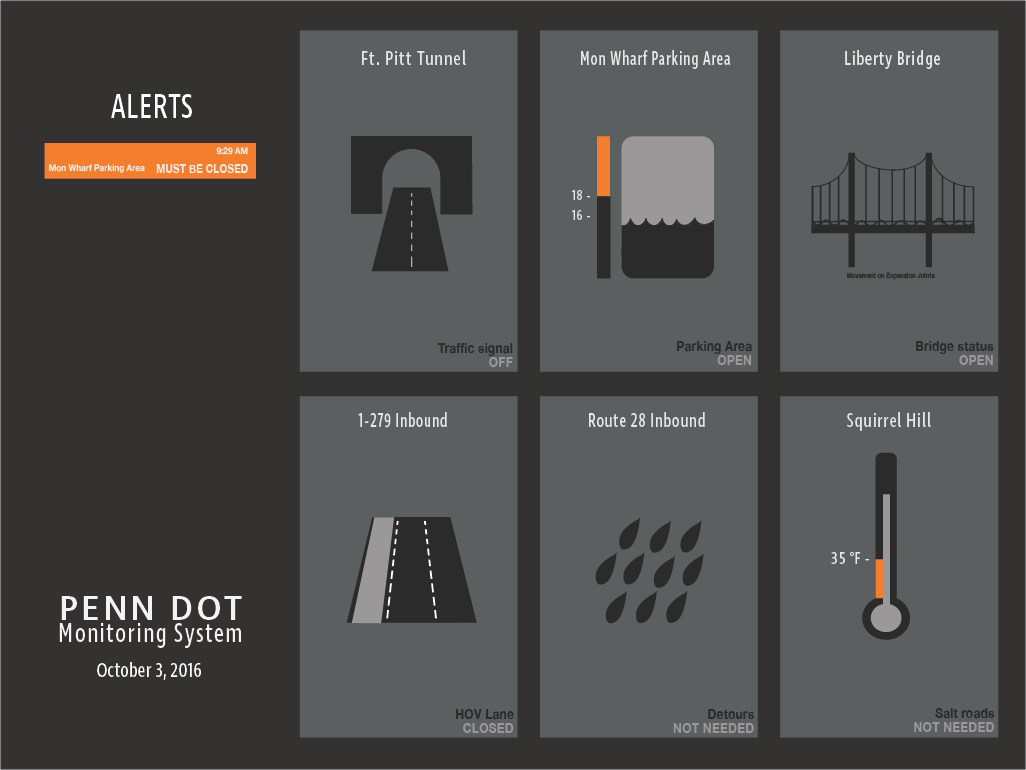 ALERTS
9:29 AM
Mon Wharf Parking Area MUST BE CLOSED
PENN DOT
Monitoring System
October 3, 2016
Ft. Pitt Tunnel
Traffic signal
OFF
Mon Wharf Parking Area
18 -
16 -
Parking Area
OPEN
Liberty Bridge
Movement on Expansion Joints
Bridge status
OPEN
1-279 Inbound
HOV Lane
CLOSED
Route 28 Inbound
Detours
NOT NEEDED
Squirrel Hill
35 °F -
Salt roads
NOT NEEDED